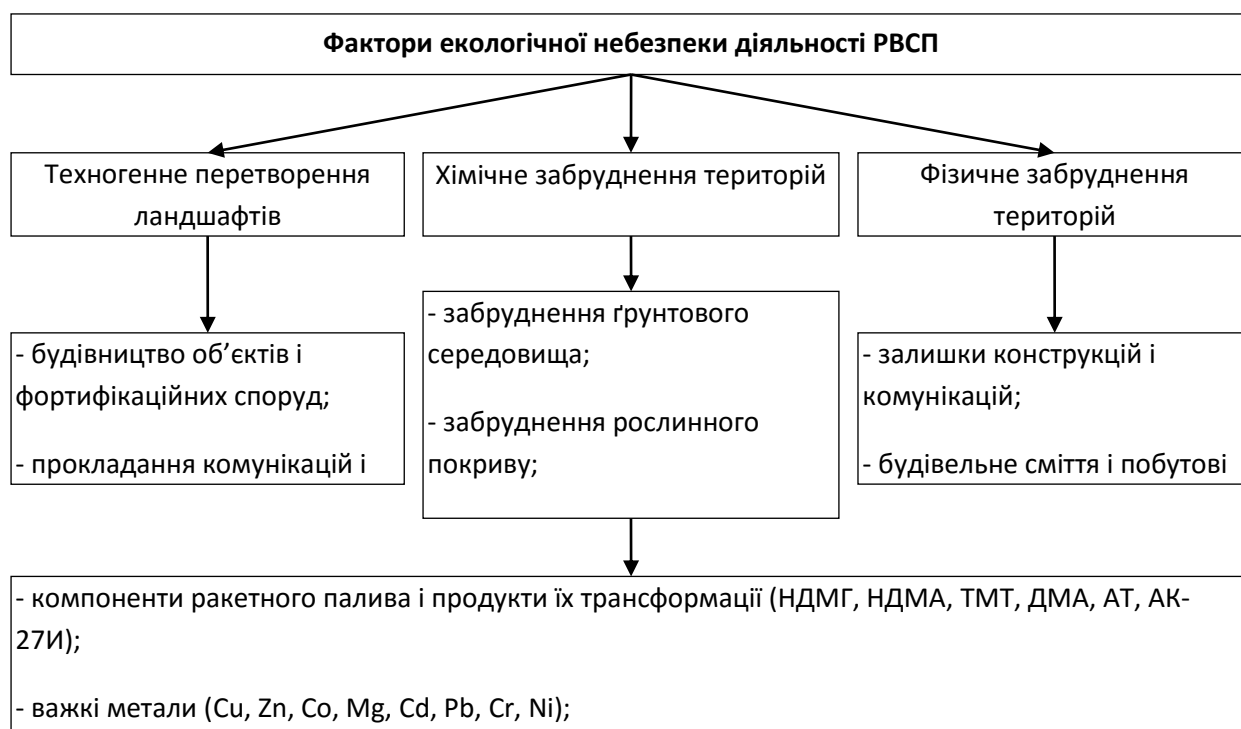 Фактори екологічної небезпеки діяльності РВСП
Техногенне перетворення
ландшафтів
Хімічне забруднення територій
Фізичне забруднення
територій
- будівництво об’єктів і
фортифікаційних споруд;
- прокладання комунікацій і
- забруднення ґрунтового
середовища;
- забруднення рослинного
покриву;
- залишки конструкцій і
комунікацій;
- будівельне сміття і побутові
- компоненти ракетного палива і продукти їх трансформації (НДМГ, НДМА, ТМТ, ДМА, АТ, АК-
27И);
- важкі метали (Cu, Zn, Co, Mg, Cd, Pb, Cr, Ni);